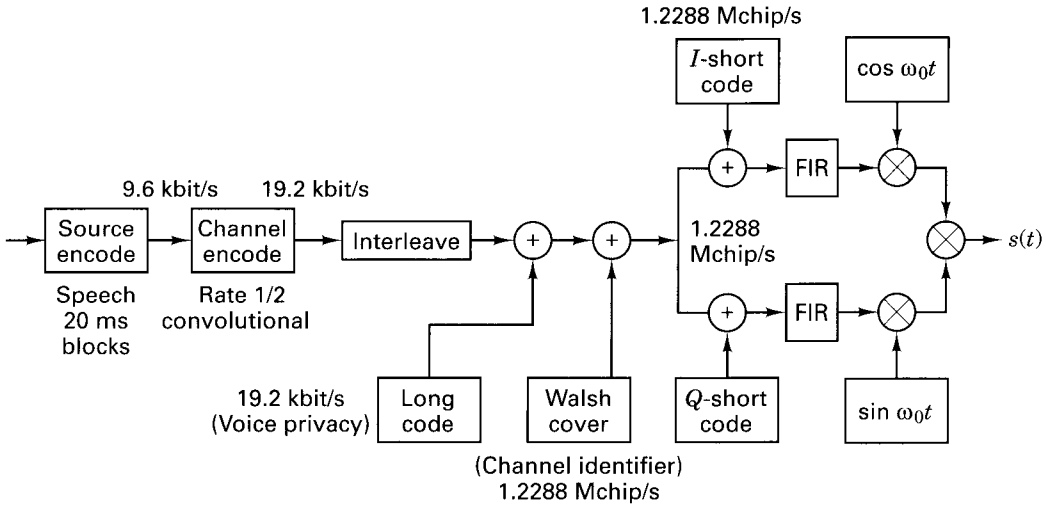 1.2288 Mchip/s
I-short
code
cos ω₀t
+
FIR
9.6 kbit/s
19.2 kbit/s
Source
encode
Channel
encode
Interleave
+
+
1.2288
Mchip/s
s(t)
Speech
20 ms
blocks
Rate 1/2
convolutional
+
FIR
19.2 kbit/s
(Voice privacy)
Long
code
Walsh
cover
Q-short
code
sin ω₀t
(Channel identifier)
1.2288 Mchip/s